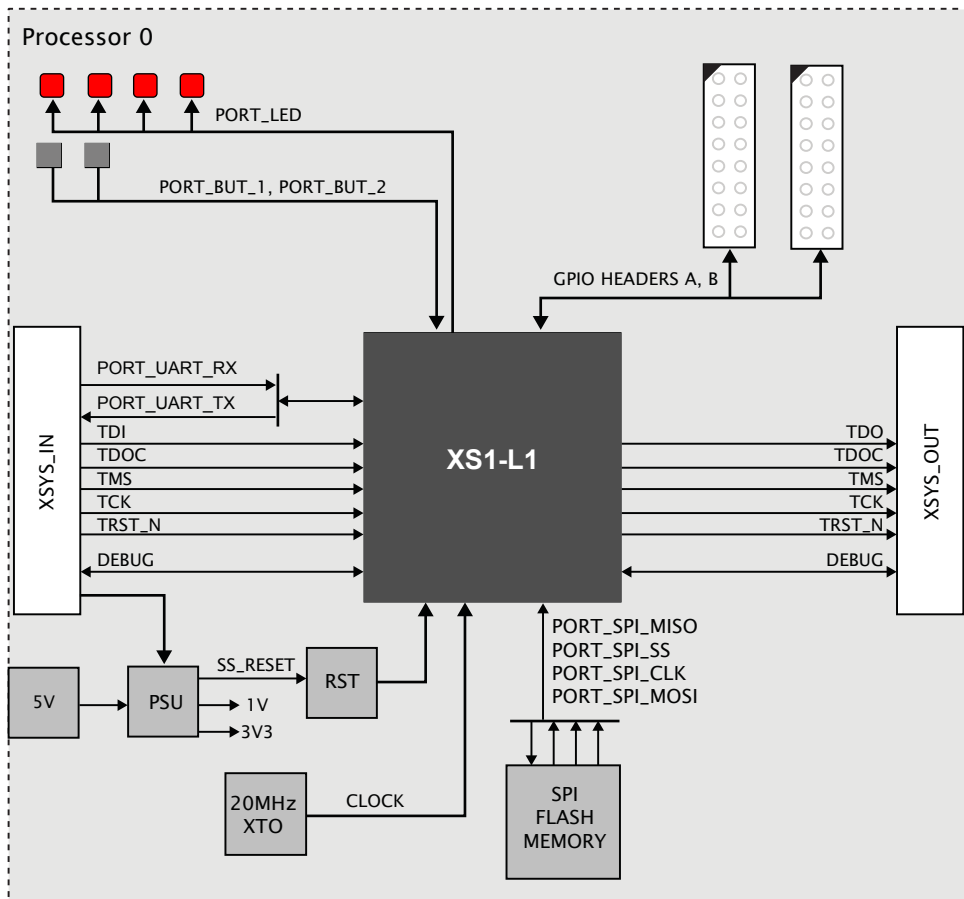 Processor 0
PORT_LED
PORT_BUT_1, PORT_BUT_2
GPIO HEADERS A, B
XSYS_IN
PORT_UART_RX
PORT_UART_TX
TDI
TDOC
TMS
TCK
TRST_N
DEBUG
XS1-L1
TDO
TDOC
TMS
TCK
TRST_N
DEBUG
XSYS_OUT
5V
PSU
SS_RESET
1V
3V3
RST
PORT_SPI_MISO
PORT_SPI_SS
PORT_SPI_CLK
PORT_SPI_MOSI
20MHz
XTO
CLOCK
SPI
FLASH
MEMORY